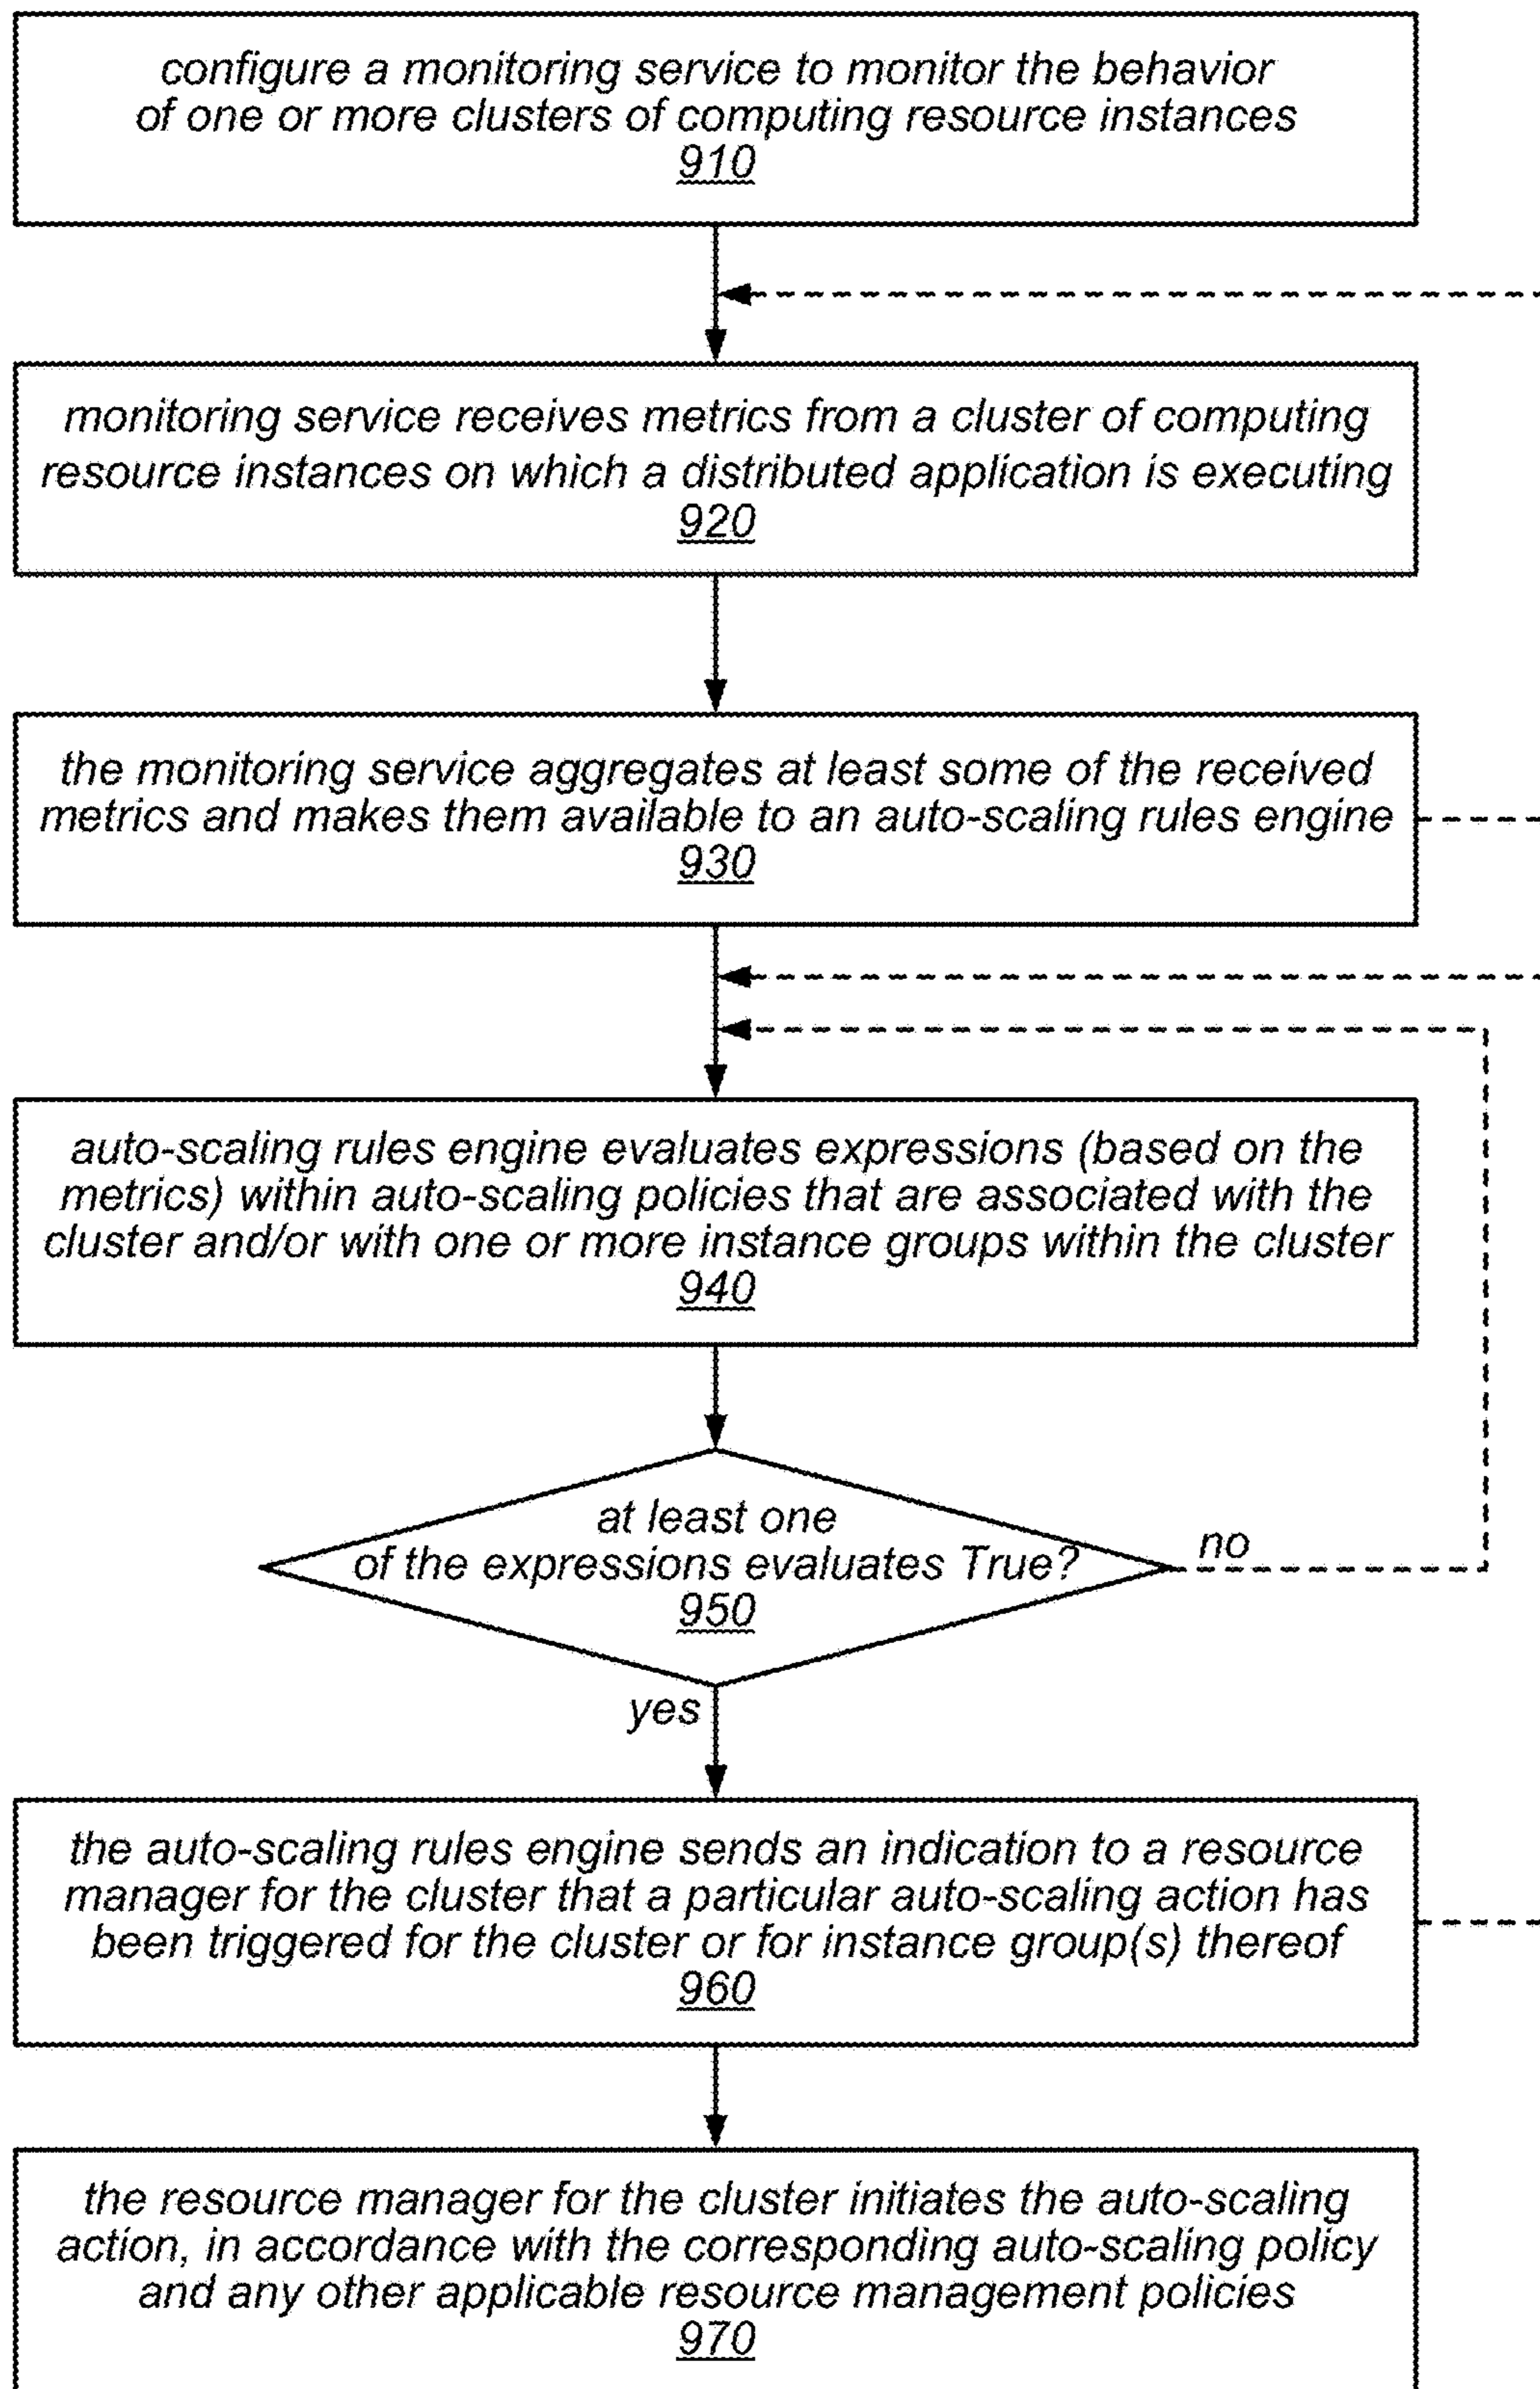 configure a monitoring service to monitor the behavior
of one or more clusters of computing resource instances
910
monitoring service receives metrics from a cluster of computing
resource instances on which a distributed application is executing
920
the monitoring service aggregates at least some of the received
metrics and makes them available to an auto-scaling rules engine
930
auto-scaling rules engine evaluates expressions (based on the
metrics) within auto-scaling policies that are associated with the
cluster and/or with one or more instance groups within the cluster
940
at least one
of the expressions evaluates True?
950
no
yes
the auto-scaling rules engine sends an indication to a resource
manager for the cluster that a particular auto-scaling action has
been triggered for the cluster or for instance group(s) thereof
960
the resource manager for the cluster initiates the auto-scaling
action, in accordance with the corresponding auto-scaling policy
and any other applicable resource management policies
970